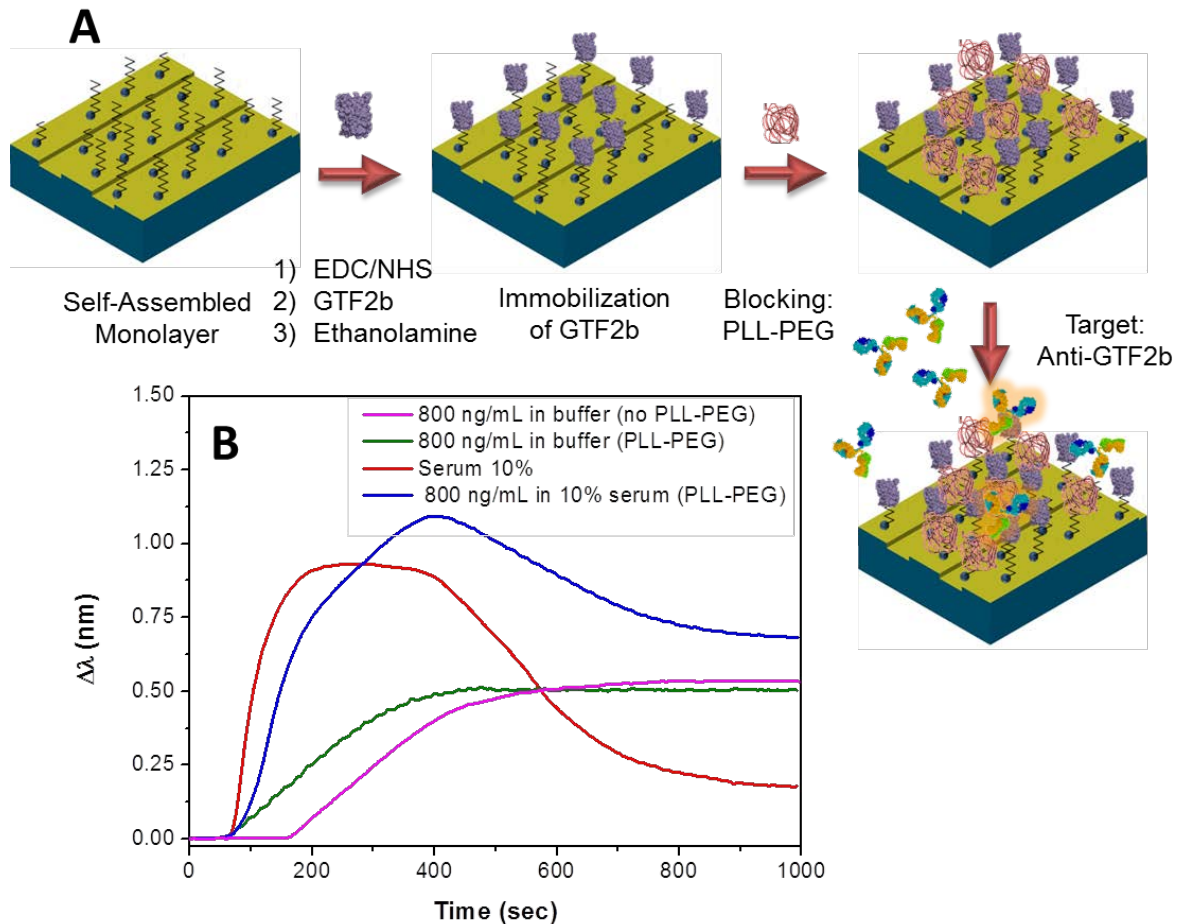 A
1) EDC/NHS
2) GTF2b
3) Ethanolamine
Self-Assembled
Monolayer
Immobilization
of GTF2b
Blocking:
PLL-PEG
Target:
Anti-GTF2b
B
800 ng/mL in buffer (no PLL-PEG)
800 ng/mL in buffer (PLL-PEG)
Serum 10%
800 ng/mL in 10% serum (PLL-PEG)
1.50
1.25
1.00
0.75
0.50
0.25
0.00
Δλ (nm)
0
200
400
600
800
1000
Time (sec)